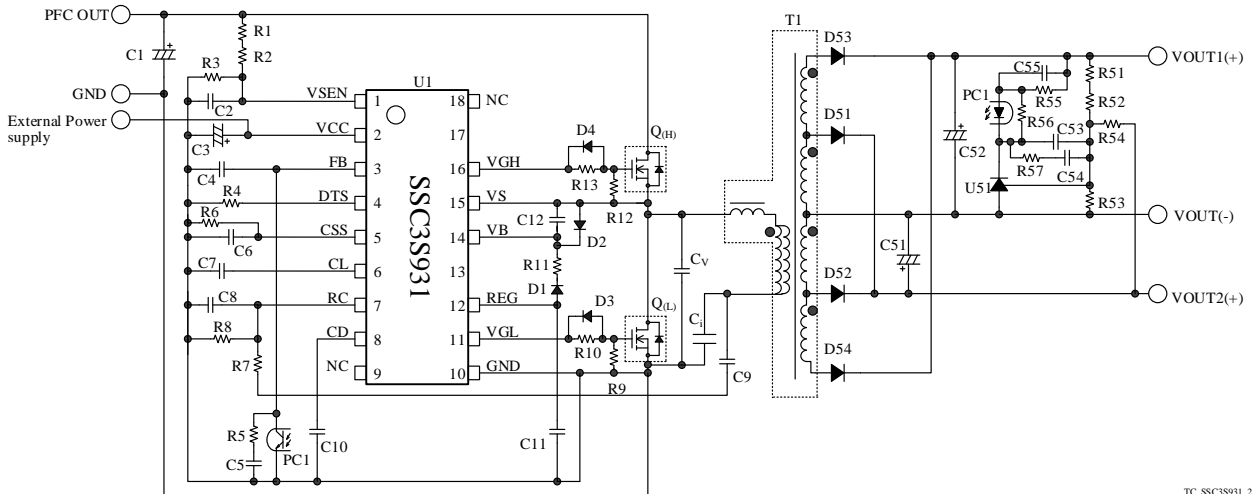 PFC OUT
T1
R1
D53
C1
R2
VOUT1(+)
R3
C55
R51
U1
PC1
R55
GND
VSEN
1
18
NC
R52
C2
R56
External Power
supply
D4
Q(H)
D51
C53
R54
VCC
2
17
C52
C3
FB
3
16
VGH
R57
C54
C4
R13
U51
R4
DTS
4
SSC3S931
15
VS
R12
R53
R6
C12
VOUT(-)
CSS
5
14
VB
D2
C6
C51
C7
CL
6
13
R11
CV
D1
C8
RC
7
12
REG
D3
Q(L)
D52
VOUT2(+)
Ci
R8
CD
8
11
VGL
R10
D54
R7
NC
9
10
GND
C9
R9
R5
C10
C11
C5
PC1
TC_SSC3S931_2